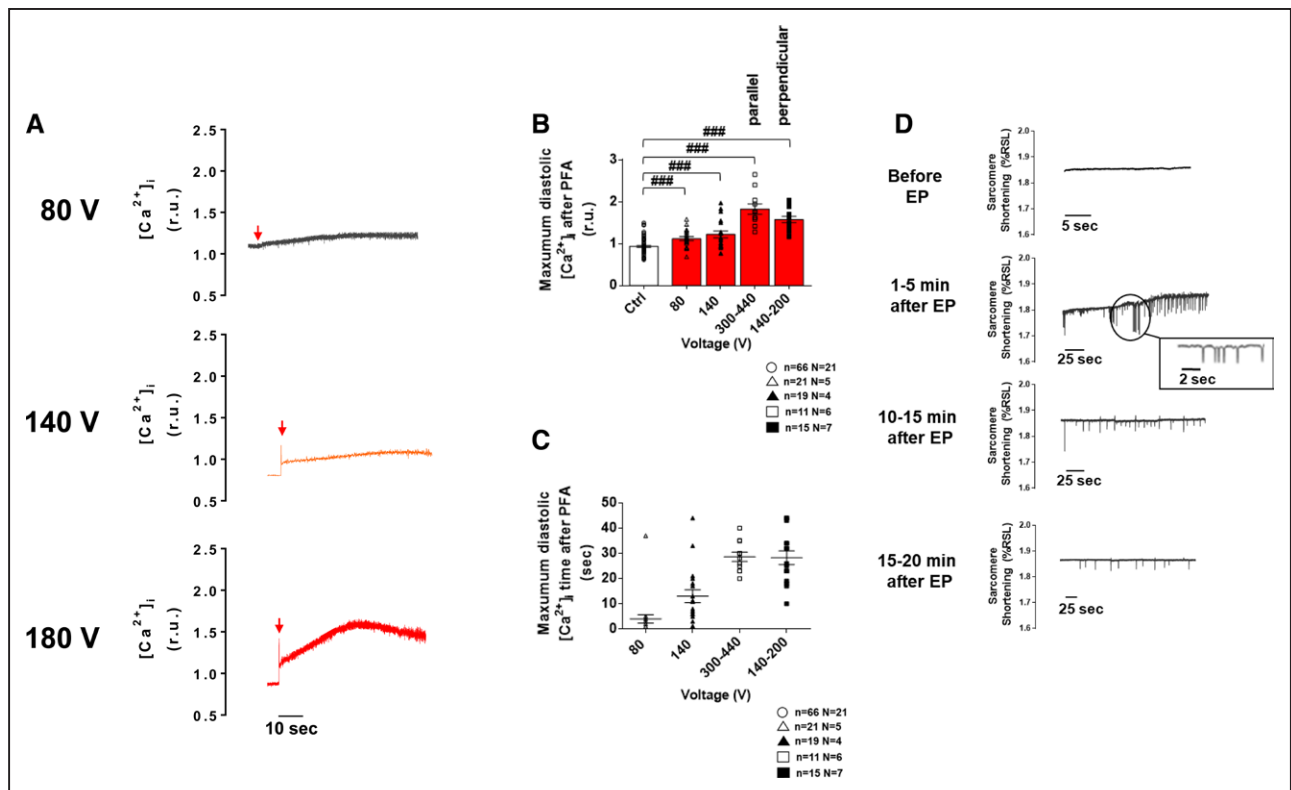 A
80 V
[Ca2+]i
(r.u.)
2.5
2.0
1.5
1.0
0.5
140 V
[Ca2+]i
(r.u.)
2.5
2.0
1.5
1.0
0.5
180 V
[Ca2+]i
(r.u.)
2.5
2.0
1.5
1.0
0.5
10 sec
B
parallel
perpendicular
###
###
###
###
Maxumum diastolic
[Ca2+]i after PFA
(r.u.)
3
2
1
0
Ctrl
80
140
300-440
140-200
Voltage (V)
n=66 N=21
n=21 N=5
n=19 N=4
n=11 N=6
n=15 N=7
C
Maxumum diastolic
[Ca2+]i time after PFA
(sec)
50
40
30
20
10
0
80
140
300-440
140-200
Voltage (V)
n=66 N=21
n=21 N=5
n=19 N=4
n=11 N=6
n=15 N=7
D
Before
EP
Sarcomere
Shortening (%RSL)
2.0
1.9
1.8
1.7
1.6
5 sec
1-5 min
after EP
Sarcomere
Shortening (%RSL)
2.0
1.9
1.8
1.7
1.6
25 sec
2 sec
10-15 min
after EP
Sarcomere
Shortening (%RSL)
2.0
1.9
1.8
1.7
1.6
25 sec
15-20 min
after EP
Sarcomere
Shortening (%RSL)
2.0
1.9
1.8
1.7
1.6
25 sec